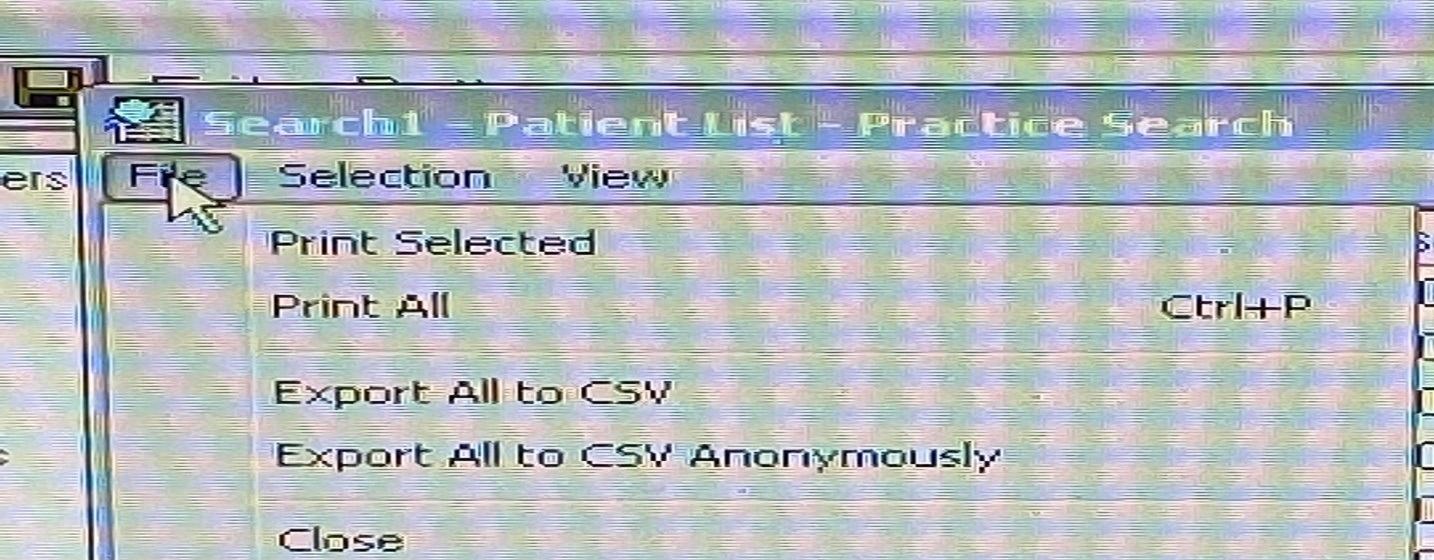 Search1 - Patient List - Practice Search
ers
File Selection View
Print Selected
Print All Ctrl+P
Export All to CSV
Export All to CSV Anonymously
Close